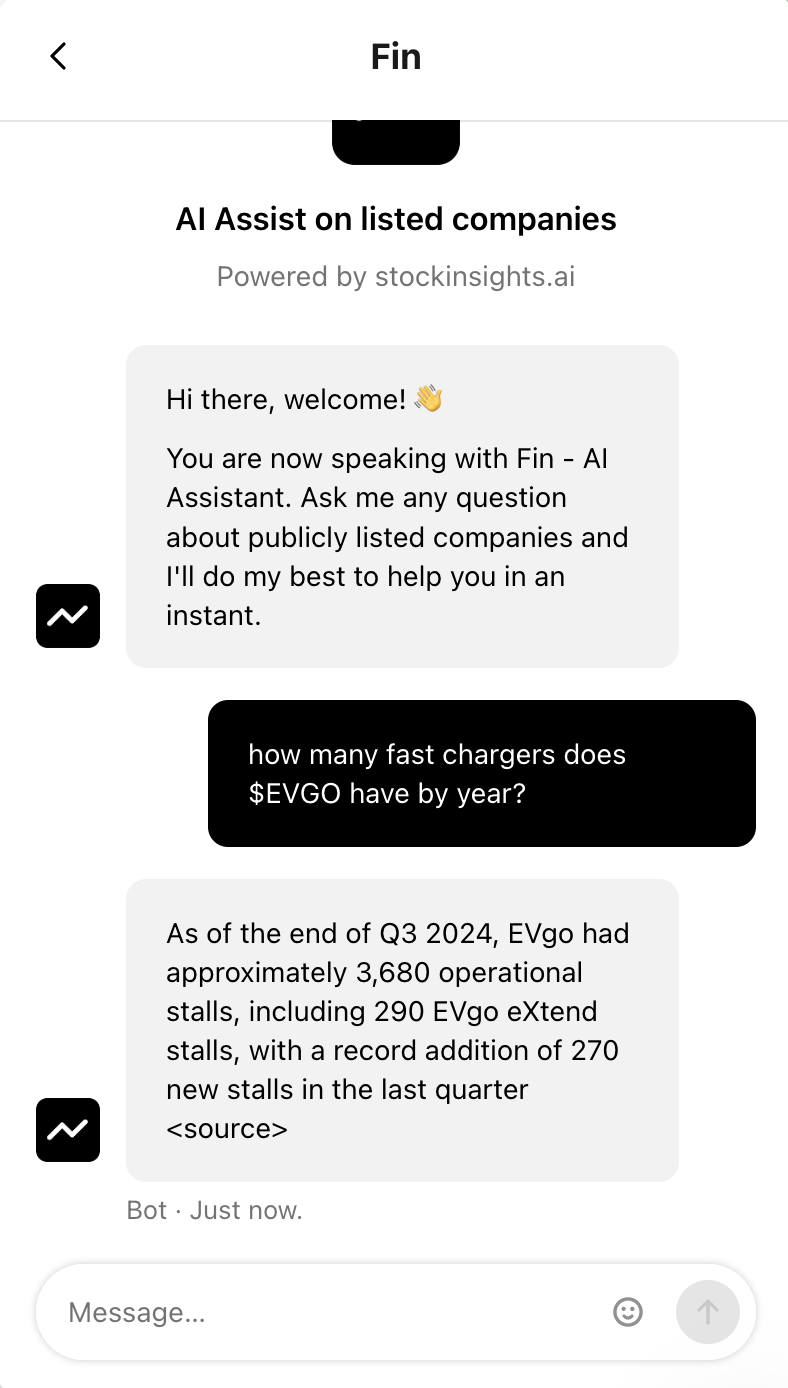 Fin
AI Assist on listed companies
Powered by stockinsights.ai
Hi there, welcome! 👋
You are now speaking with Fin - AI
Assistant. Ask me any question
about publicly listed companies and
I'll do my best to help you in an
instant.
how many fast chargers does
$EVGO have by year?
As of the end of Q3 2024, EVgo had
approximately 3,680 operational
stalls, including 290 EVgo eXtend
stalls, with a record addition of 270
new stalls in the last quarter
<source>
Bot · Just now.
Message...